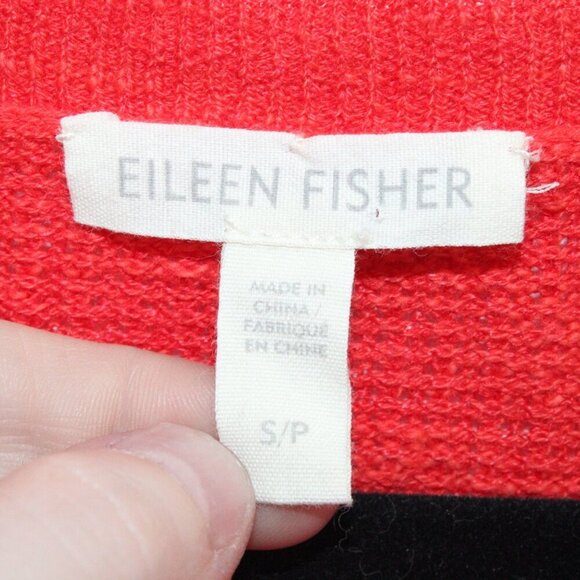 EILEEN FISHER
MADE IN
CHINA/
FABRIQUÉ
EN CHINE
S/P